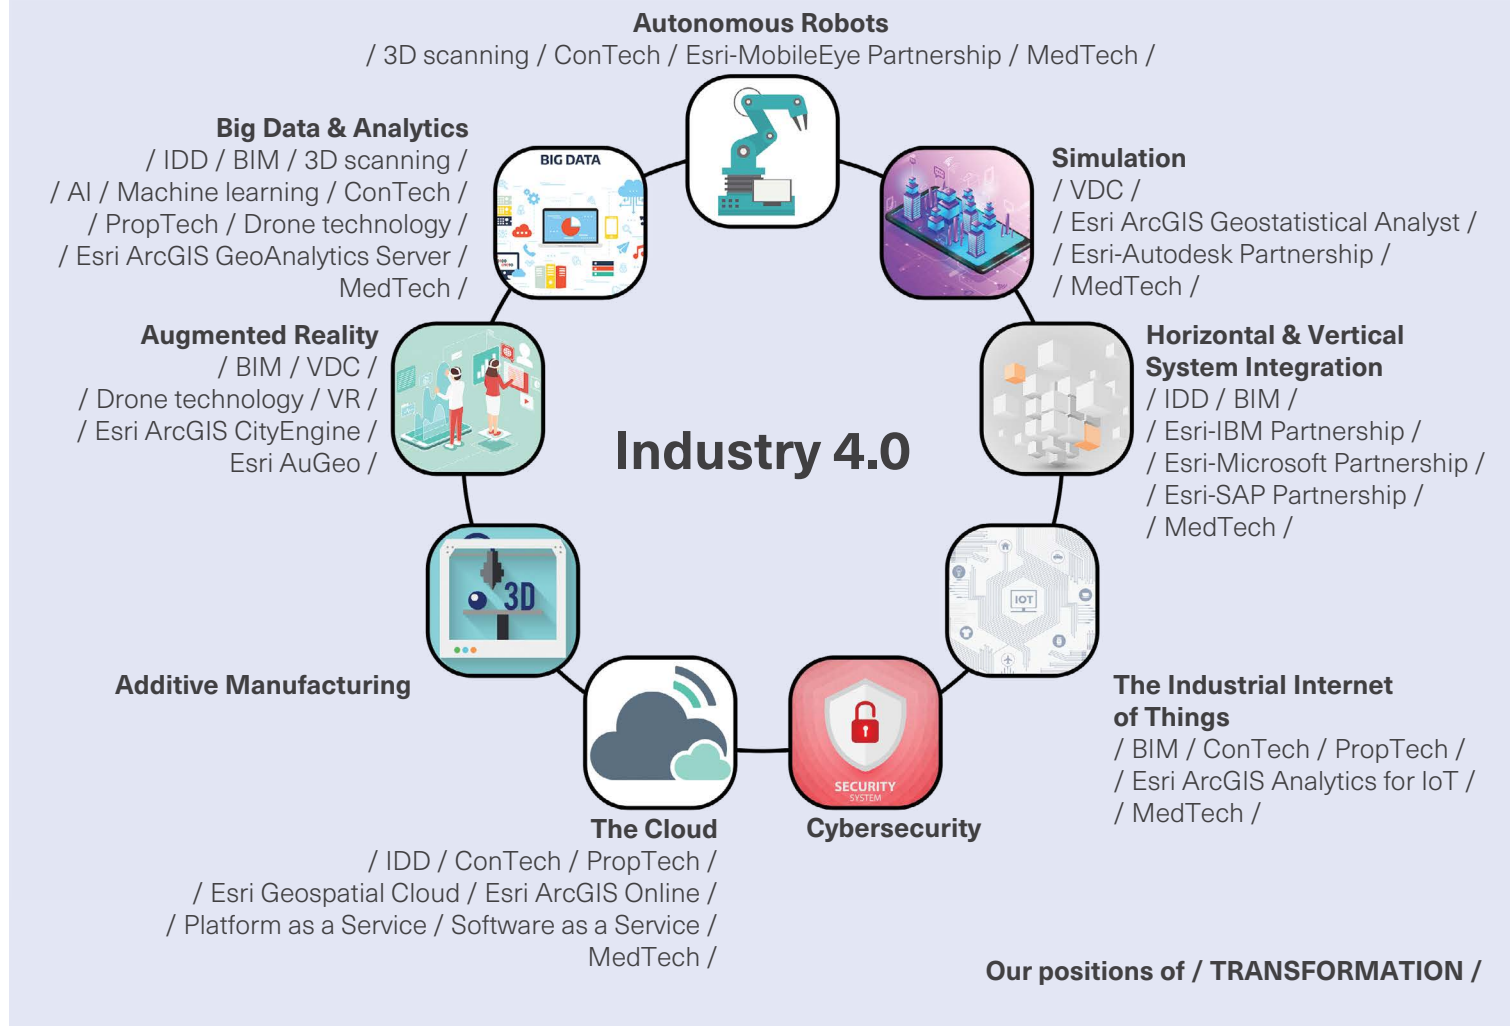 Autonomous Robots
/ 3D scanning / ConTech / Esri-MobileEye Partnership / MedTech /
Big Data & Analytics
/ IDD / BIM / 3D scanning /
/ AI / Machine learning / ConTech /
/ PropTech / Drone technology /
/ Esri ArcGIS GeoAnalytics Server /
MedTech /
BIG DATA
Simulation
/ VDC /
/ Esri ArcGIS Geostatistical Analyst /
/ Esri-Autodesk Partnership /
/ MedTech /
Augmented Reality
/ BIM / VDC /
/ Drone technology / VR /
/ Esri ArcGIS CityEngine /
Esri AuGeo /
Industry 4.0
Horizontal & Vertical
System Integration
/ IDD / BIM /
/ Esri-IBM Partnership /
/ Esri-Microsoft Partnership /
/ Esri-SAP Partnership /
/ MedTech /
3D
IOT
Additive Manufacturing
The Industrial Internet
of Things
/ BIM / ConTech / PropTech /
/ Esri ArcGIS Analytics for IoT /
/ MedTech /
SECURITY
SYSTEM
The Cloud
/ IDD / ConTech / PropTech /
/ Esri Geospatial Cloud / Esri ArcGIS Online /
/ Platform as a Service / Software as a Service /
MedTech /
Cybersecurity
Our positions of / TRANSFORMATION /